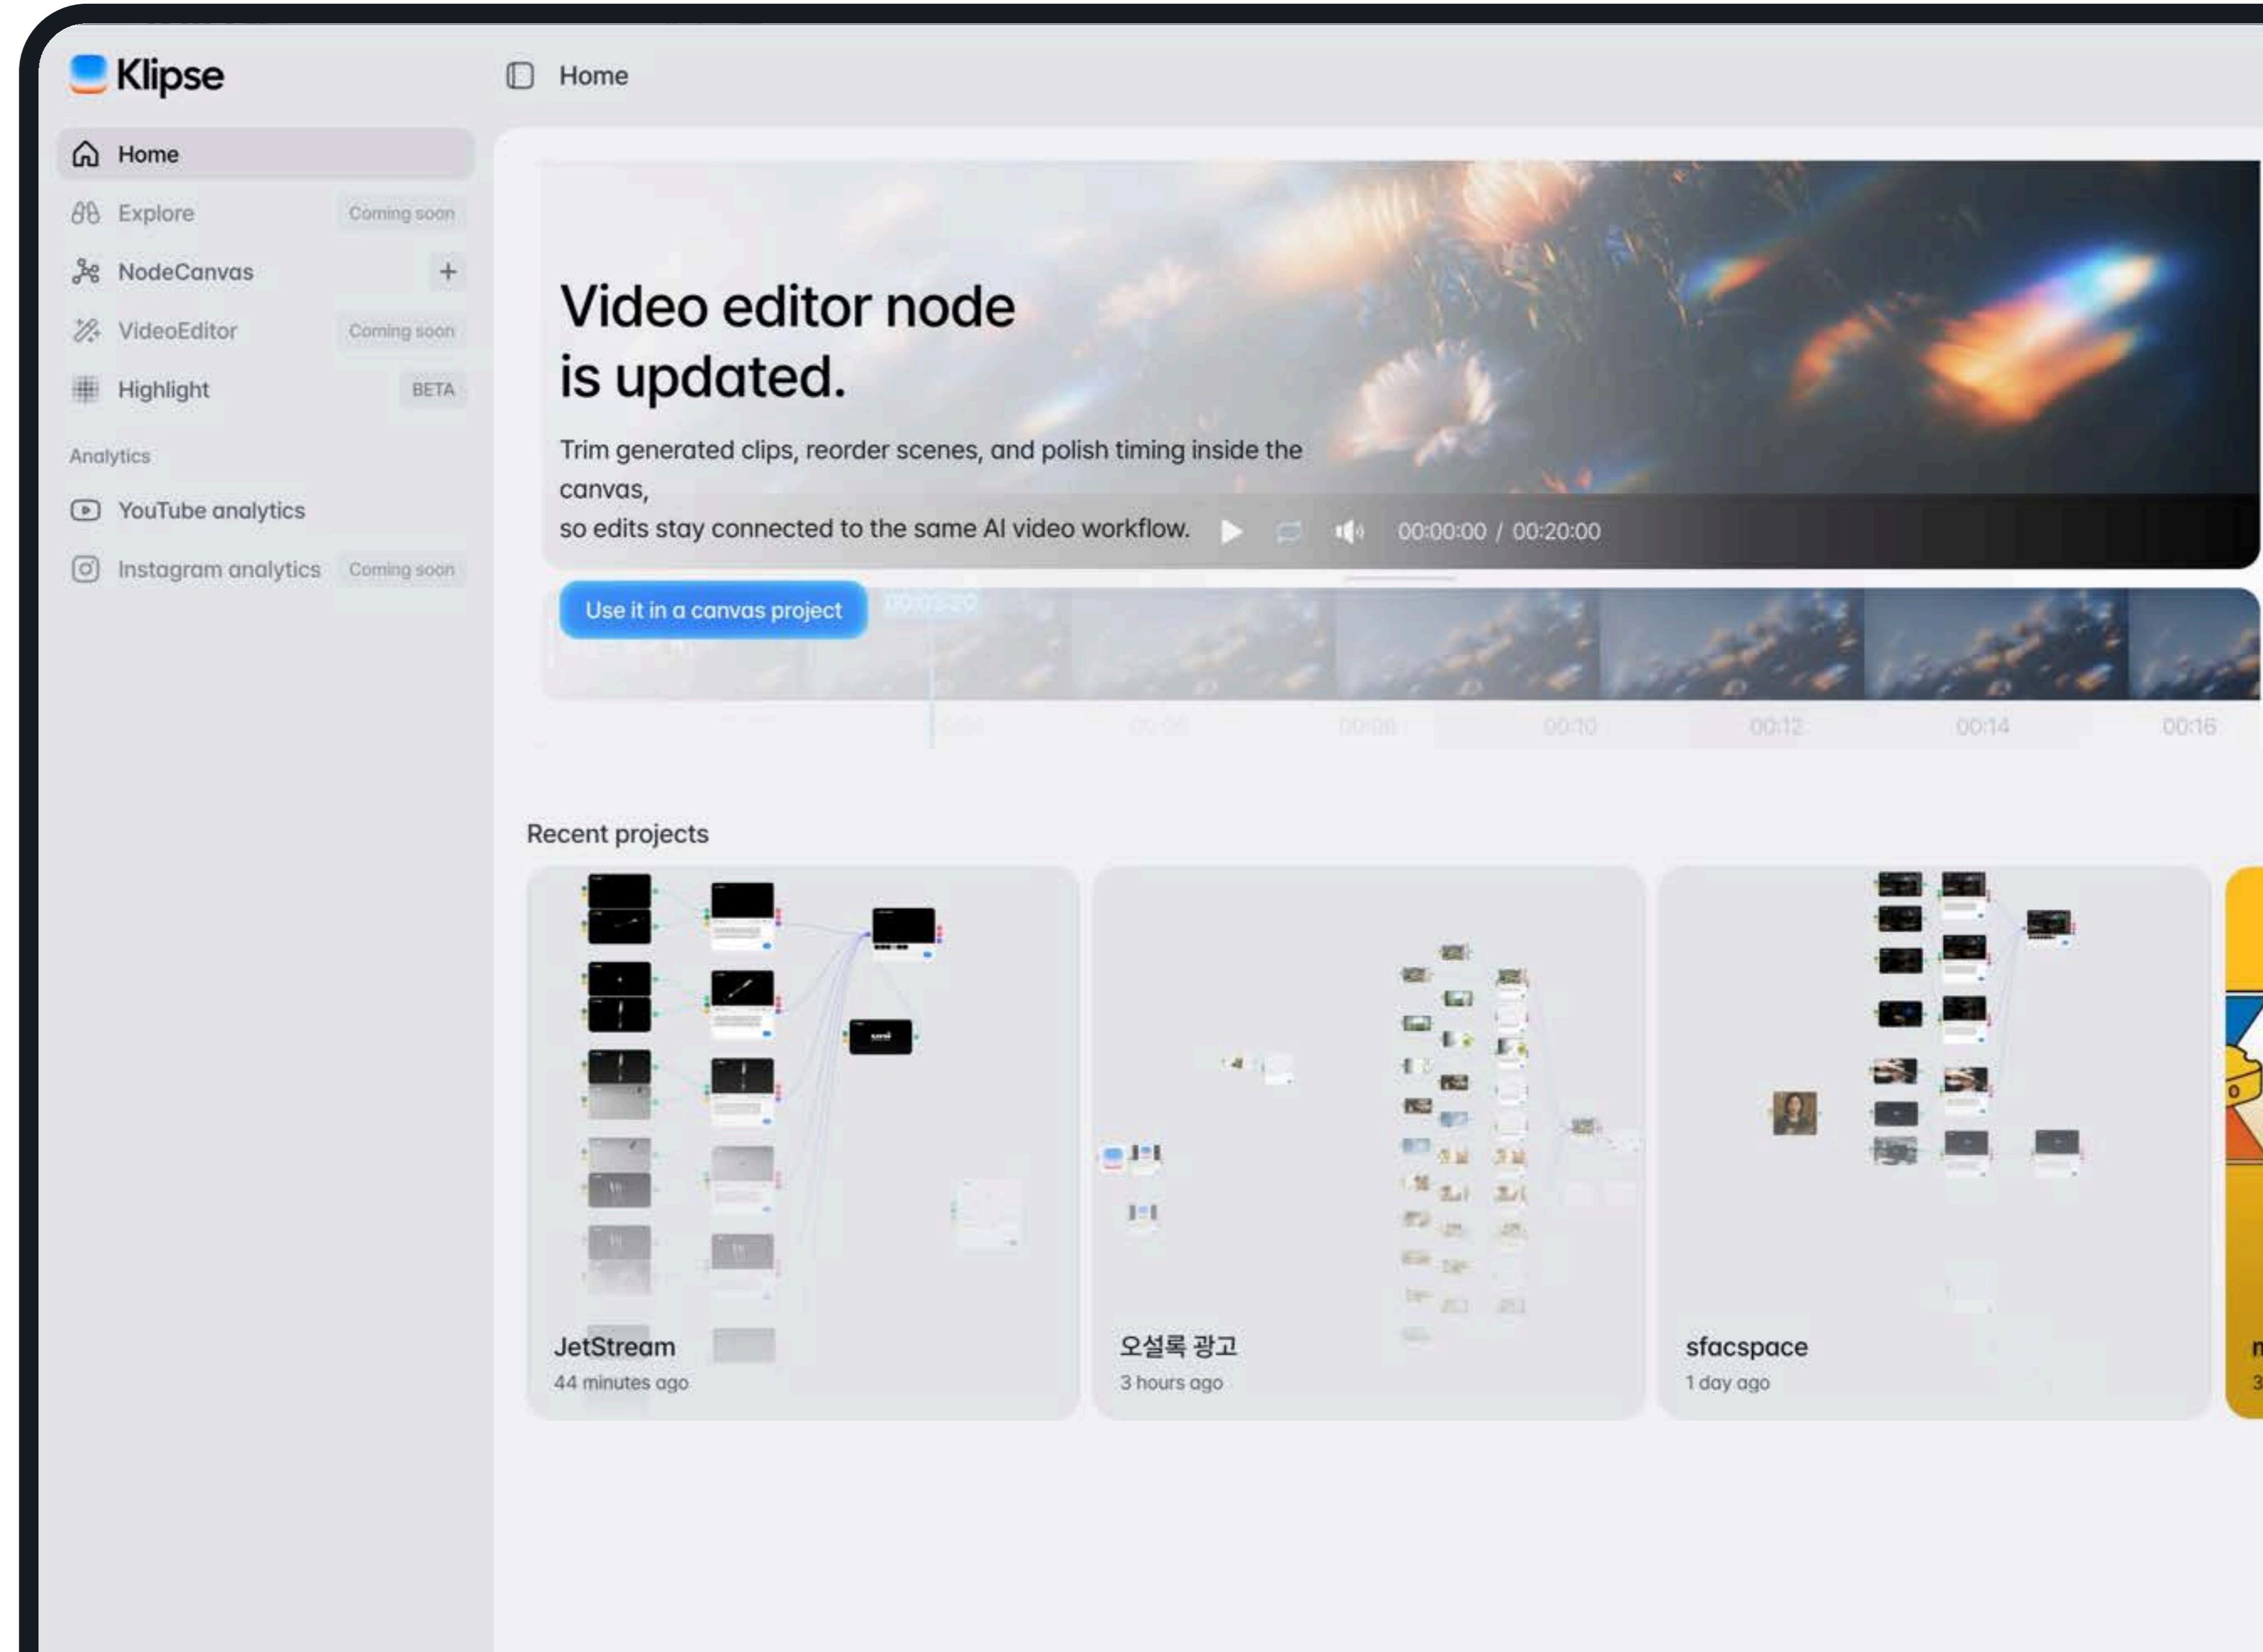 Klipse
Home
Home
Explore
Coming soon
NodeCanvas
+
VideoEditor
Coming soon
Highlight
BETA
Analytics
YouTube analytics
Instagram analytics
Coming soon
Video editor node
is updated.
Trim generated clips, reorder scenes, and polish timing inside the
canvas,
so edits stay connected to the same AI video workflow.
00:00:00 / 00:20:00
Use it in a canvas project
00:08
00:10
00:12
00:14
00:16
Recent projects
JetStream
44 minutes ago
오설록 광고
3 hours ago
sfacspace
1 day ago